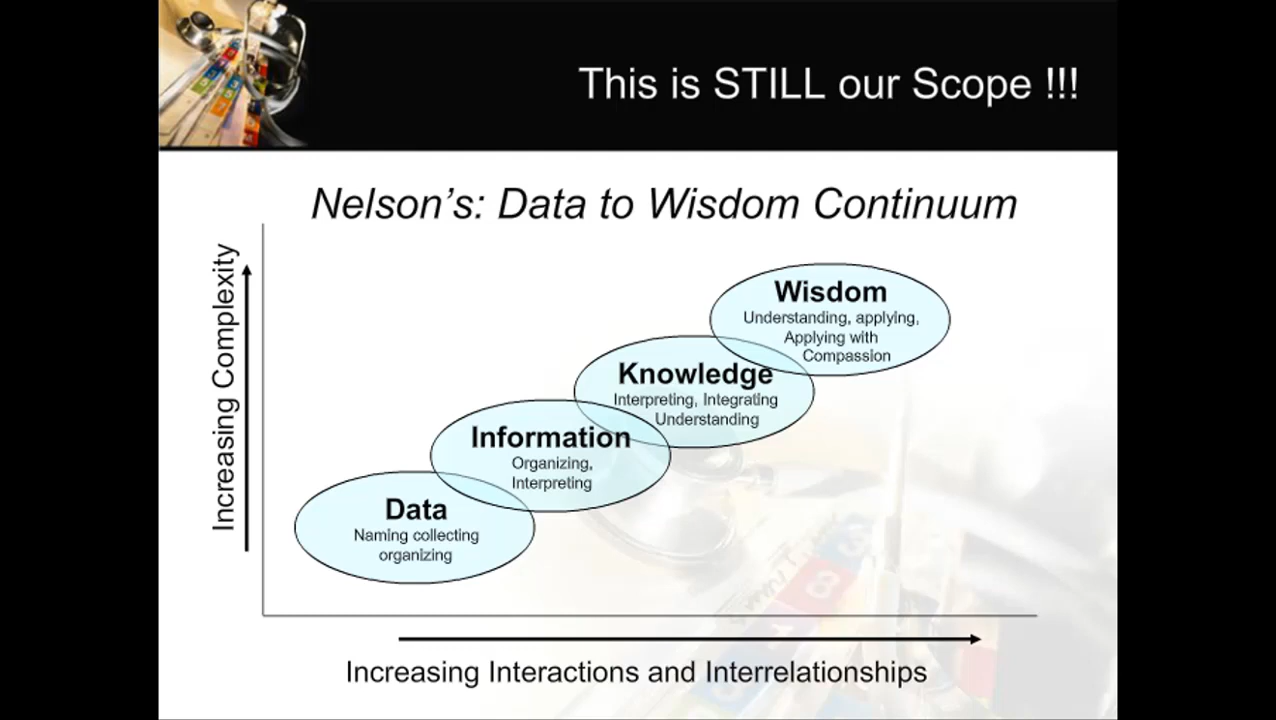 This is STILL our Scope !!!
Nelson's: Data to Wisdom Continuum
Increasing Complexity
Wisdom
Understanding, applying,
Applying with
Compassion
Knowledge
Interpreting, Integrating
Understanding
Information
Organizing,
Interpreting
Data
Naming collecting
organizing
Increasing Interactions and Interrelationships